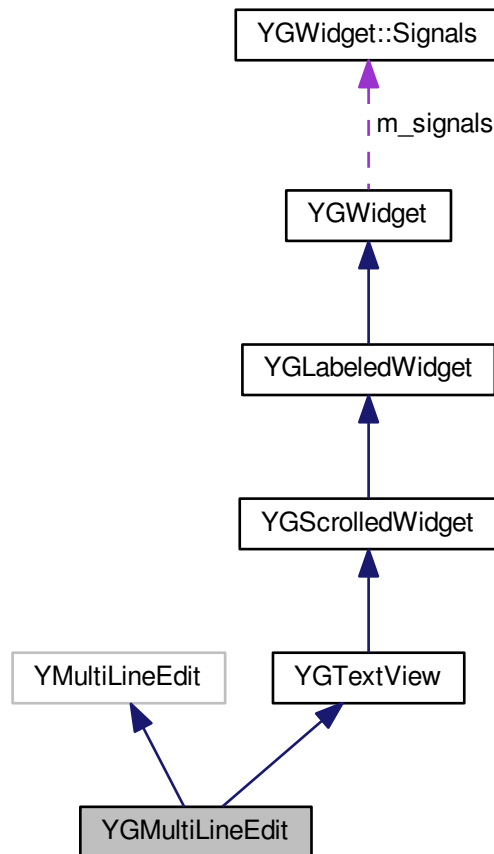 YGWidget::Signals
m_signals
YGWidget
YGLabeledWidget
YGScrolledWidget
YMultiLineEdit
YGTextView
YGMultiLineEdit